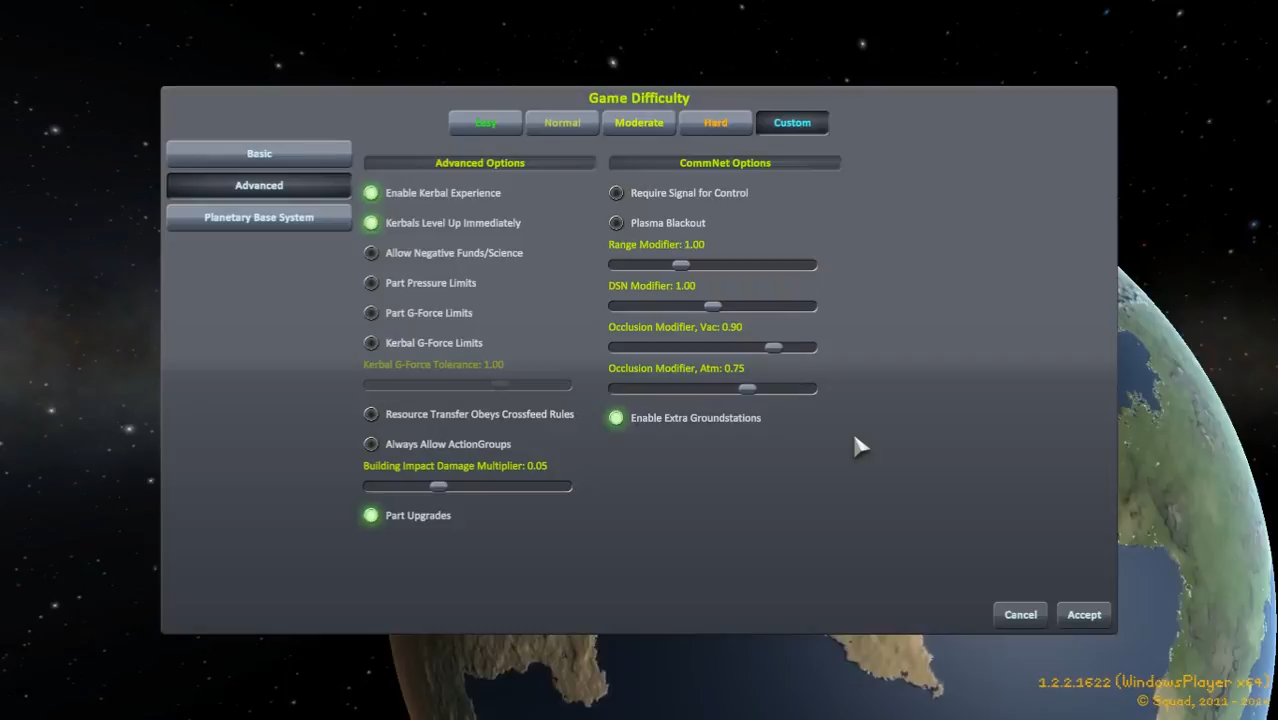 Game Difficulty
Easy Normal Moderate Hard Custom
Basic
Advanced
Planetary Base System
Advanced Options
Enable Kerbal Experience
Kerbals Level Up Immediately
Allow Negative Funds/Science
Part Pressure Limits
Part G-Force Limits
Kerbal G-Force Limits
Kerbal G-Force Tolerance: 1.00
Resource Transfer Obeys Crossfeed Rules
Always Allow ActionGroups
Building Impact Damage Multiplier: 0.05
Part Upgrades
CommNet Options
Require Signal for Control
Plasma Blackout
Range Modifier: 1.00
DSN Modifier: 1.00
Occlusion Modifier, Vac: 0.90
Occlusion Modifier, Atm: 0.75
Enable Extra Groundstations
Cancel Accept
1.2.2.1622 (WindowsPlayer x64)
© Squad, 2011 -